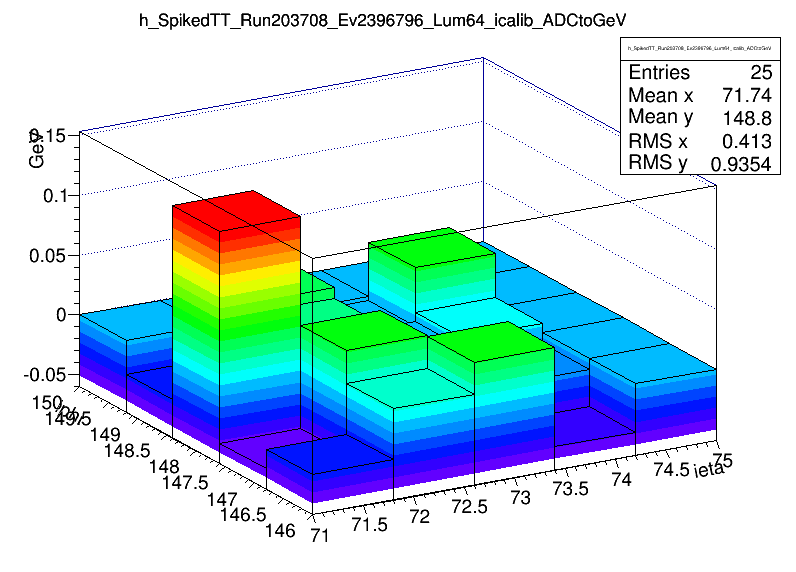 h_SpikedTT_Run203708_Ev2396796_Lum64_icalib_ADCtoGeV
h_SpikedTT_Run203708_Ev2396796_Lum64_icalib_ADCtoGeV
Entries 25
Mean x 71.74
Mean y 148.8
RMS x 0.413
RMS y 0.9354
GeV
0.15
0.1
0.05
0
-0.05
150
149.5
149
148.5
148
147.5
147
146.5
146
71
71.5
72
72.5
73
73.5
74
74.5
75
ieta